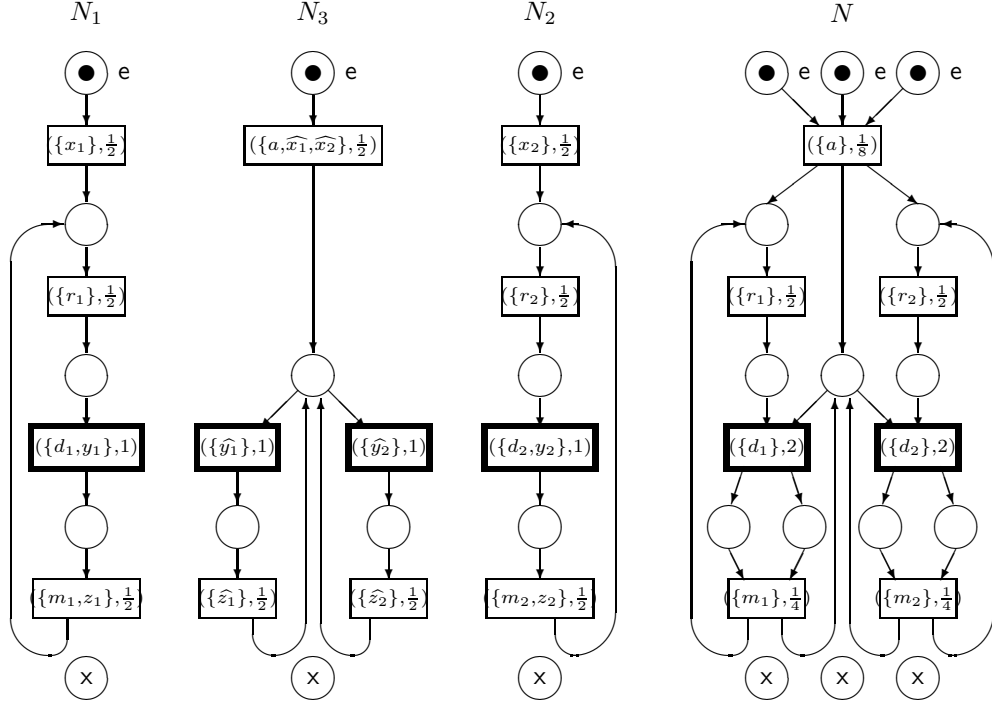 N₁ N₃ N₂ N
e e e e e e
({x₁},½) ({a,x̂₁,x̂₂},½) ({x₂},½) ({a},⅛)
({r₁},½) ({r₂},½) ({r₁},½) ({r₂},½)
({d₁,y₁},1) ({ŷ₁},1) ({ŷ₂},1) ({d₂,y₂},1) ({d₁},2) ({d₂},2)
({m₁,z₁},½) ({ẑ₁},½) ({ẑ₂},½) ({m₂,z₂},½) ({m₁},¼) ({m₂},¼)
x x x x x x x